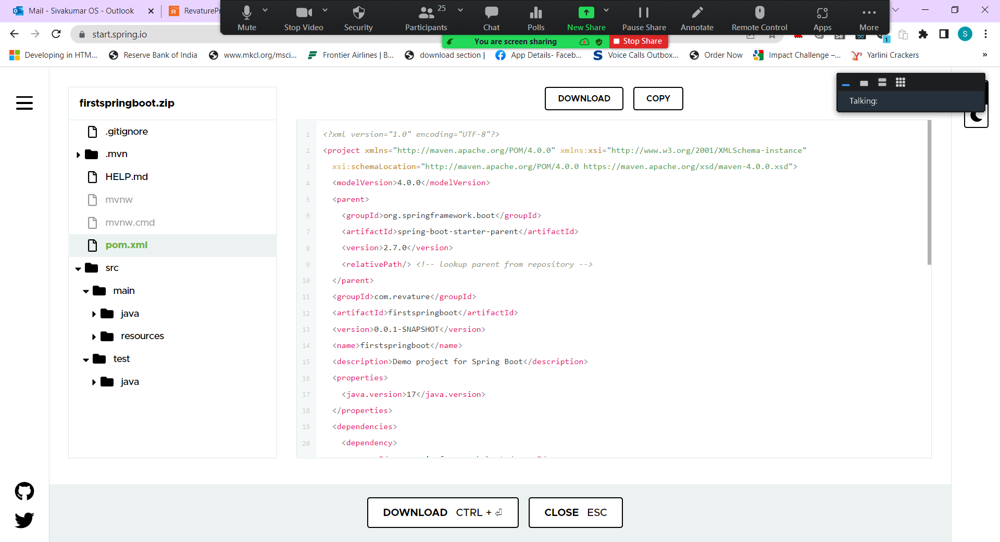 Mail - Sivakumar OS - Outlook
RevaturePr
Mute
Stop Video
Security
Participants
25
Chat
Polls
New Share
Pause Share
Annotate
Remote Control
Apps
More
start.spring.io
You are screen sharing
Stop Share
Se
1
S
Developing in HTM...
Reserve Bank of India
www.mkcl.org/msci...
Frontier Airlines | B...
download section |
App Details- Faceb...
Voice Calls Outbox...
Order Now
Impact Challenge –...
Yarlini Crackers
»
Talking:
firstspringboot.zip
DOWNLOAD
COPY
.gitignore
.mvn
HELP.md
mvnw
mvnw.cmd
pom.xml
src
main
java
resources
test
java
1 <?xml version="1.0" encoding="UTF-8"?>
2 <project xmlns="http://maven.apache.org/POM/4.0.0" xmlns:xsi="http://www.w3.org/2001/XMLSchema-instance"
3 xsi:schemaLocation="http://maven.apache.org/POM/4.0.0 https://maven.apache.org/xsd/maven-4.0.0.xsd">
4 <modelVersion>4.0.0</modelVersion>
5 <parent>
6 <groupId>org.springframework.boot</groupId>
7 <artifactId>spring-boot-starter-parent</artifactId>
8 <version>2.7.0</version>
9 <relativePath/> <!-- lookup parent from repository -->
10 </parent>
11 <groupId>com.revature</groupId>
12 <artifactId>firstspringboot</artifactId>
13 <version>0.0.1-SNAPSHOT</version>
14 <name>firstspringboot</name>
15 <description>Demo project for Spring Boot</description>
16 <properties>
17 <java.version>17</java.version>
18 </properties>
19 <dependencies>
20 <dependency>
DOWNLOAD CTRL + ⏎
CLOSE ESC